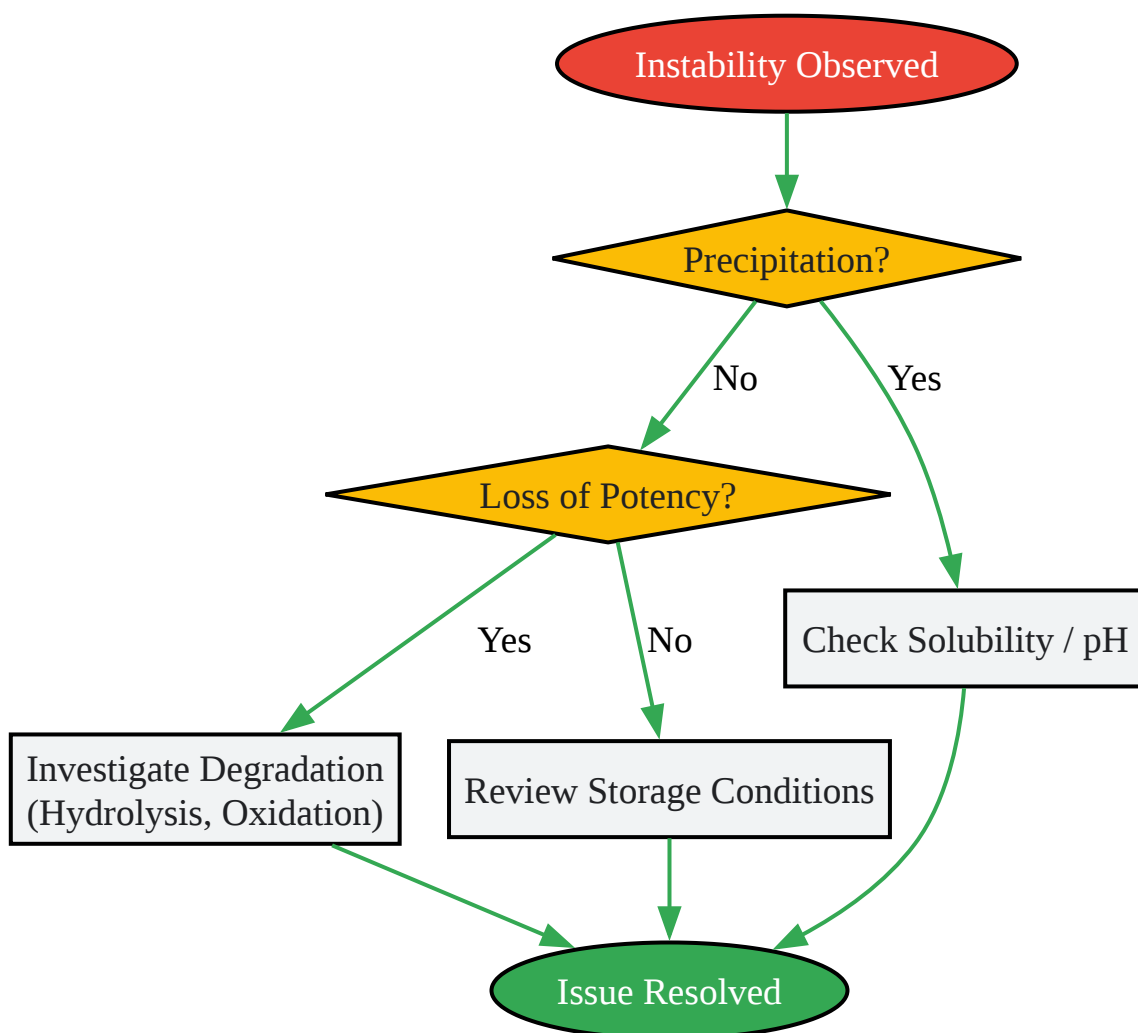 Instability Observed
Precipitation?
No
Yes
Loss of Potency?
Yes
No
Check Solubility / pH
Investigate Degradation
(Hydrolysis, Oxidation)
Review Storage Conditions
Issue Resolved